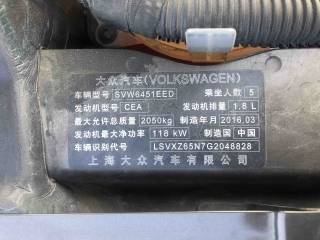 大众汽车(VOLKSWAGEN)
车辆型号 SVW6451EED 乘坐人数 5
发动机型号 CEA 发动机排量 1.8 L
最大允许总质量 2050kg 制造年月 2016.03
发动机最大净功率 118 kW 制造国 中国
车辆识别代号 LSVXZ65N7G2048828
上海大众汽车有限公司